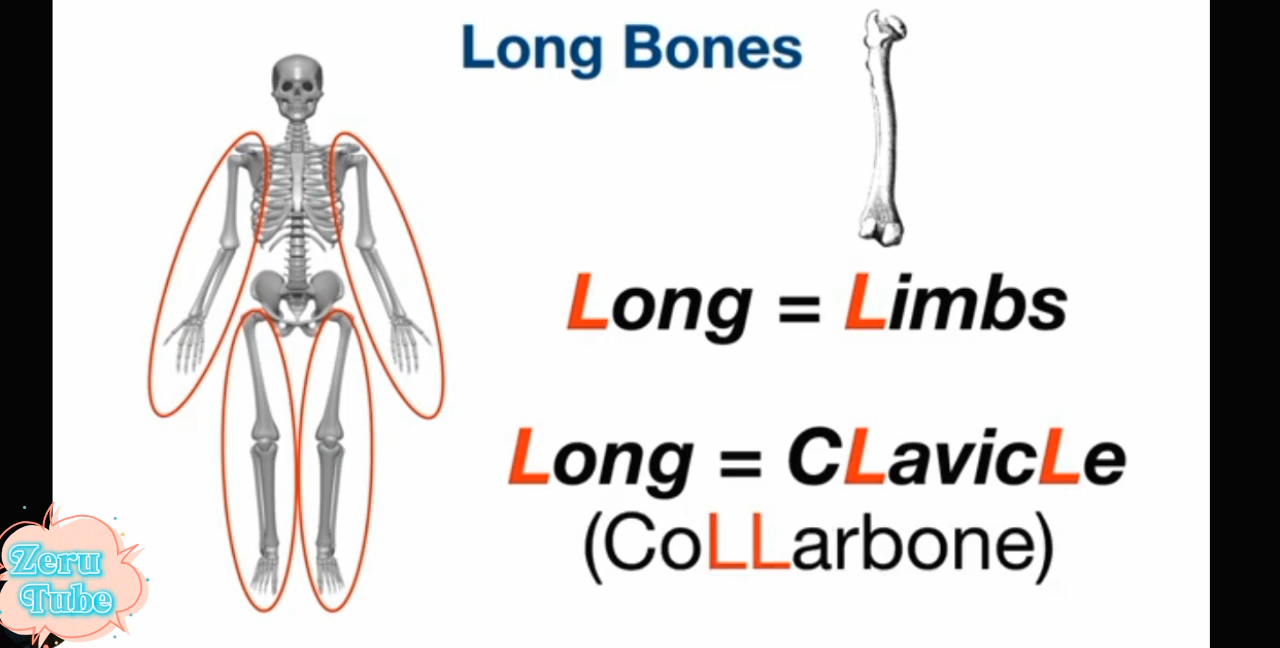 Long Bones
Long = Limbs
Long = CLavicLe
(CoLLarbone)
Zeru
Tube